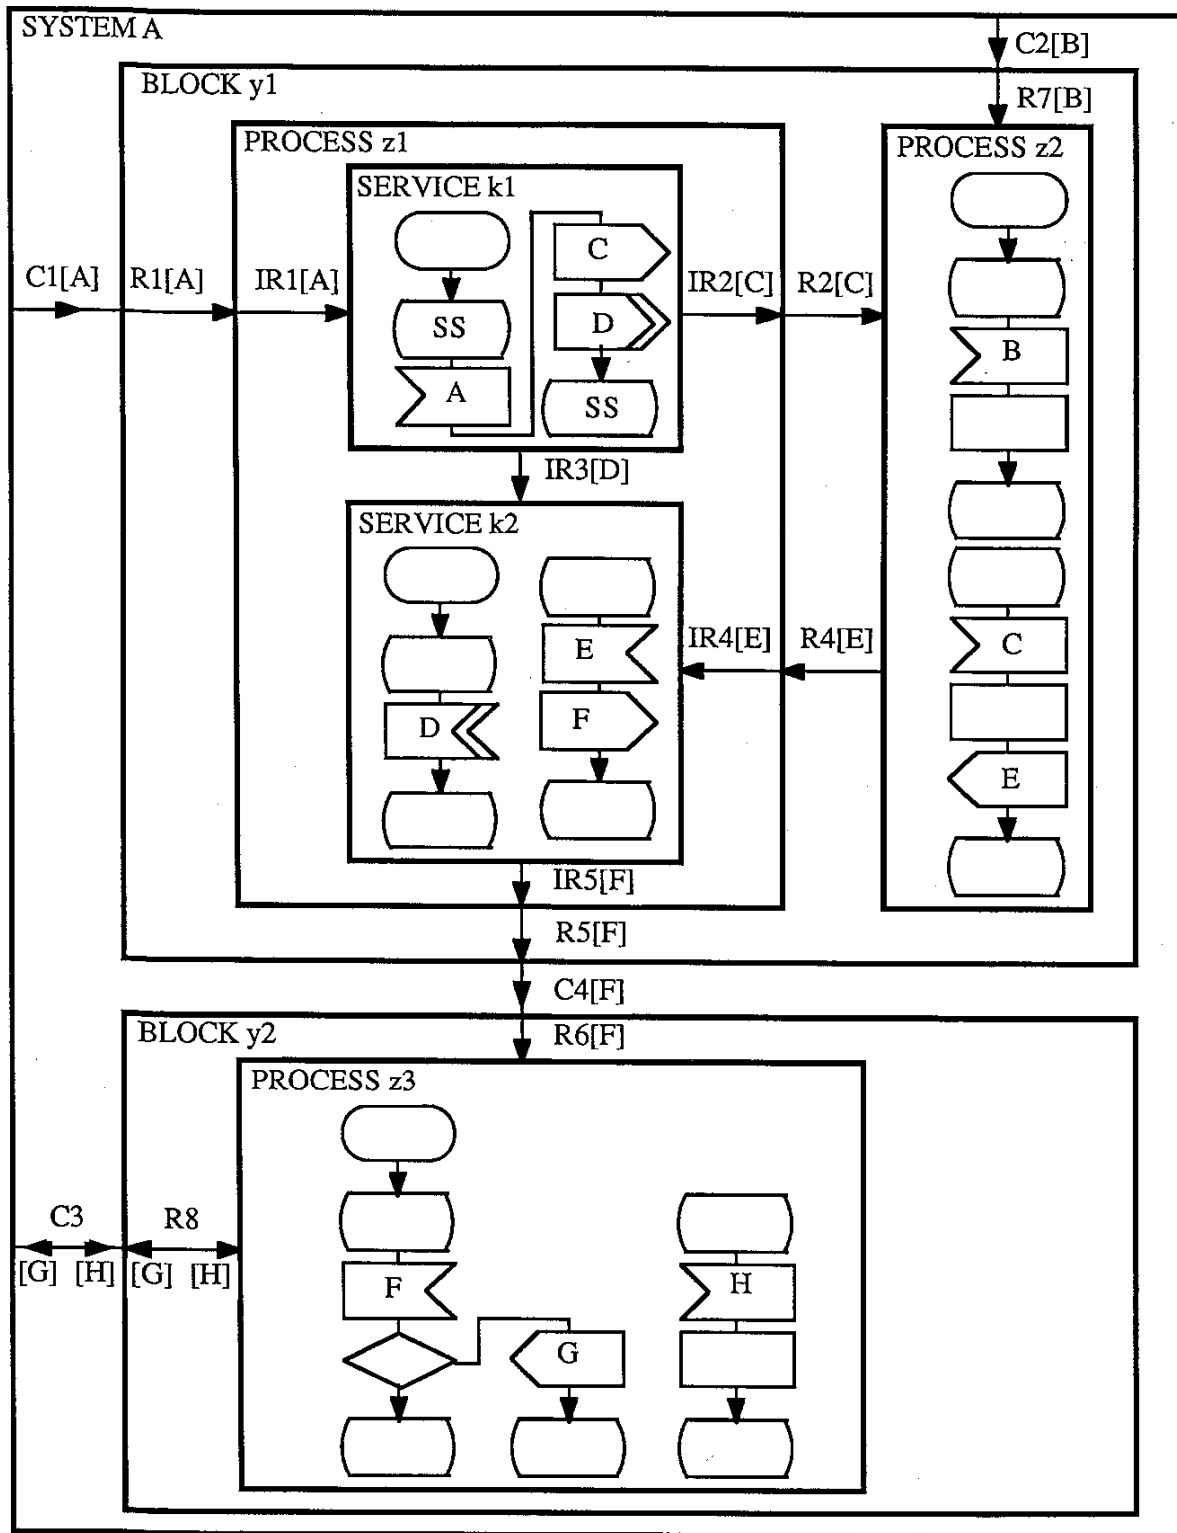 SYSTEM A
C2[B]
BLOCK y1
R7[B]
PROCESS z1
PROCESS z2
SERVICE k1
C
C1[A]
R1[A]
IR1[A]
IR2[C]
R2[C]
SS
D
B
A
SS
IR3[D]
SERVICE k2
E
IR4[E]
R4[E]
C
D
F
E
IR5[F]
R5[F]
C4[F]
BLOCK y2
R6[F]
PROCESS z3
C3
R8
[G] [H] [G] [H]
F
H
G